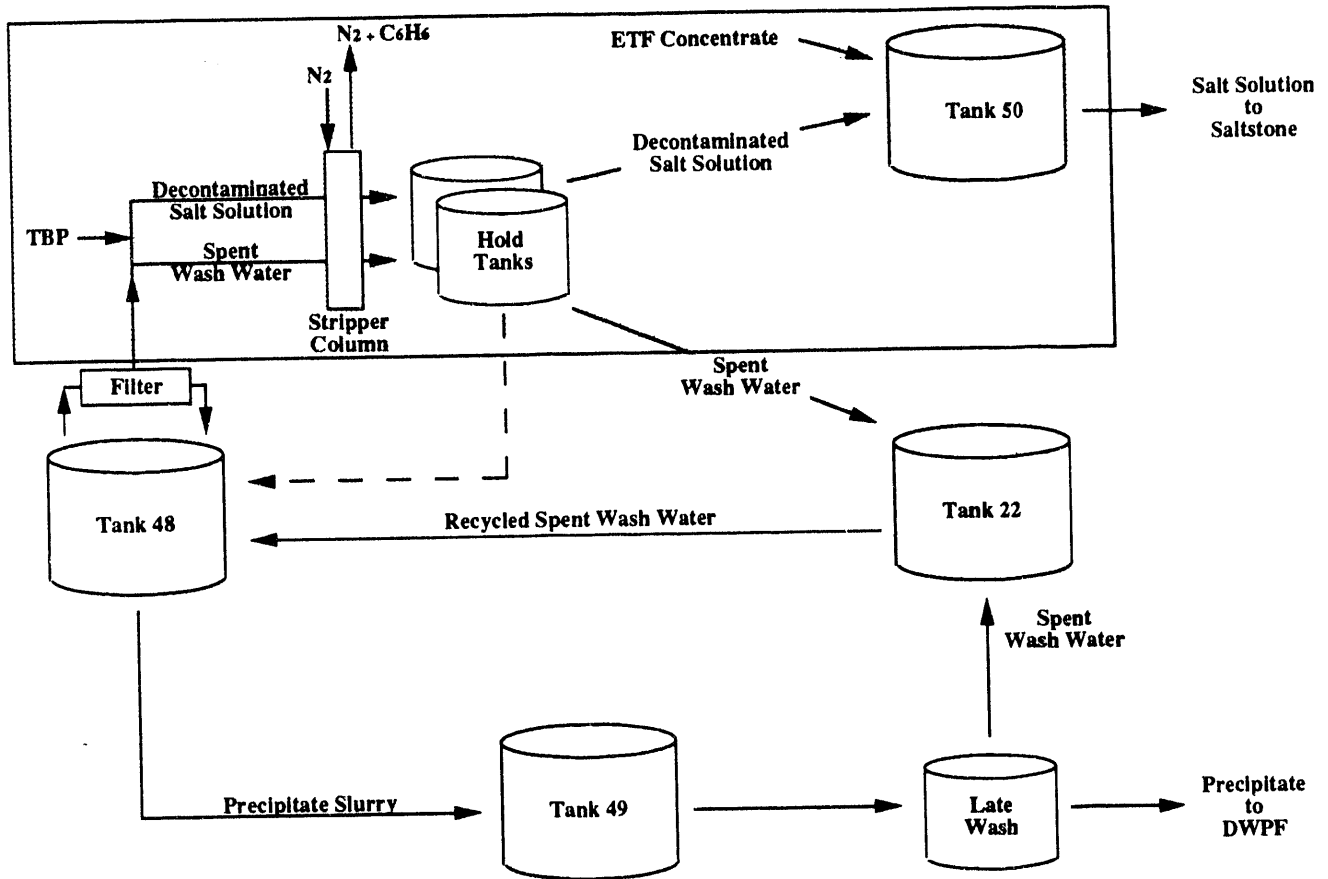 N2 + C6H6
ETF Concentrate
N2
Tank 50
Salt Solution
to
Saltstone
Decontaminated
Salt Solution
Decontaminated
Salt Solution
TBP
Spent
Wash Water
Hold
Tanks
Stripper
Column
Filter
Spent
Wash Water
Tank 48
Recycled Spent Wash Water
Tank 22
Spent
Wash Water
Precipitate Slurry
Tank 49
Late
Wash
Precipitate
to
DWPF